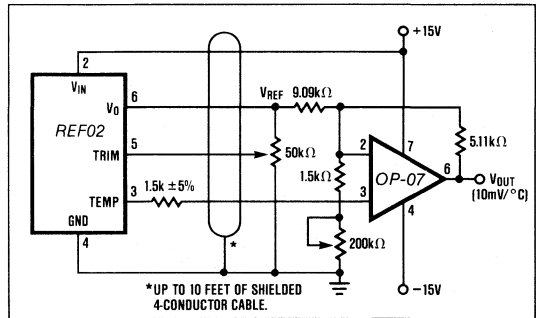 +15V
2
VIN
VREF
9.09kΩ
6
VO
REF02
5
TRIM
50kΩ
2
7
5.11kΩ
1.5kΩ
OP-07
6
VOUT
(10mV/°C)
3
TEMP
1.5k ±5%
3
4
GND
4
200kΩ
*
*UP TO 10 FEET OF SHIELDED
4-CONDUCTOR CABLE.
-15V